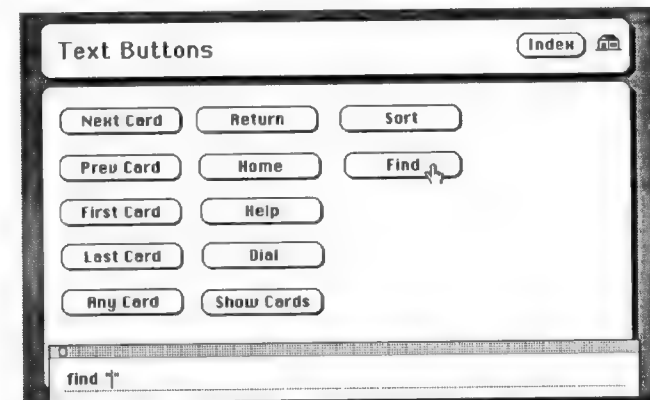 Text Buttons
Index
Next Card Return Sort
Prev Card Home Find
First Card Help
Last Card Dial
Any Card Show Cards
find ""